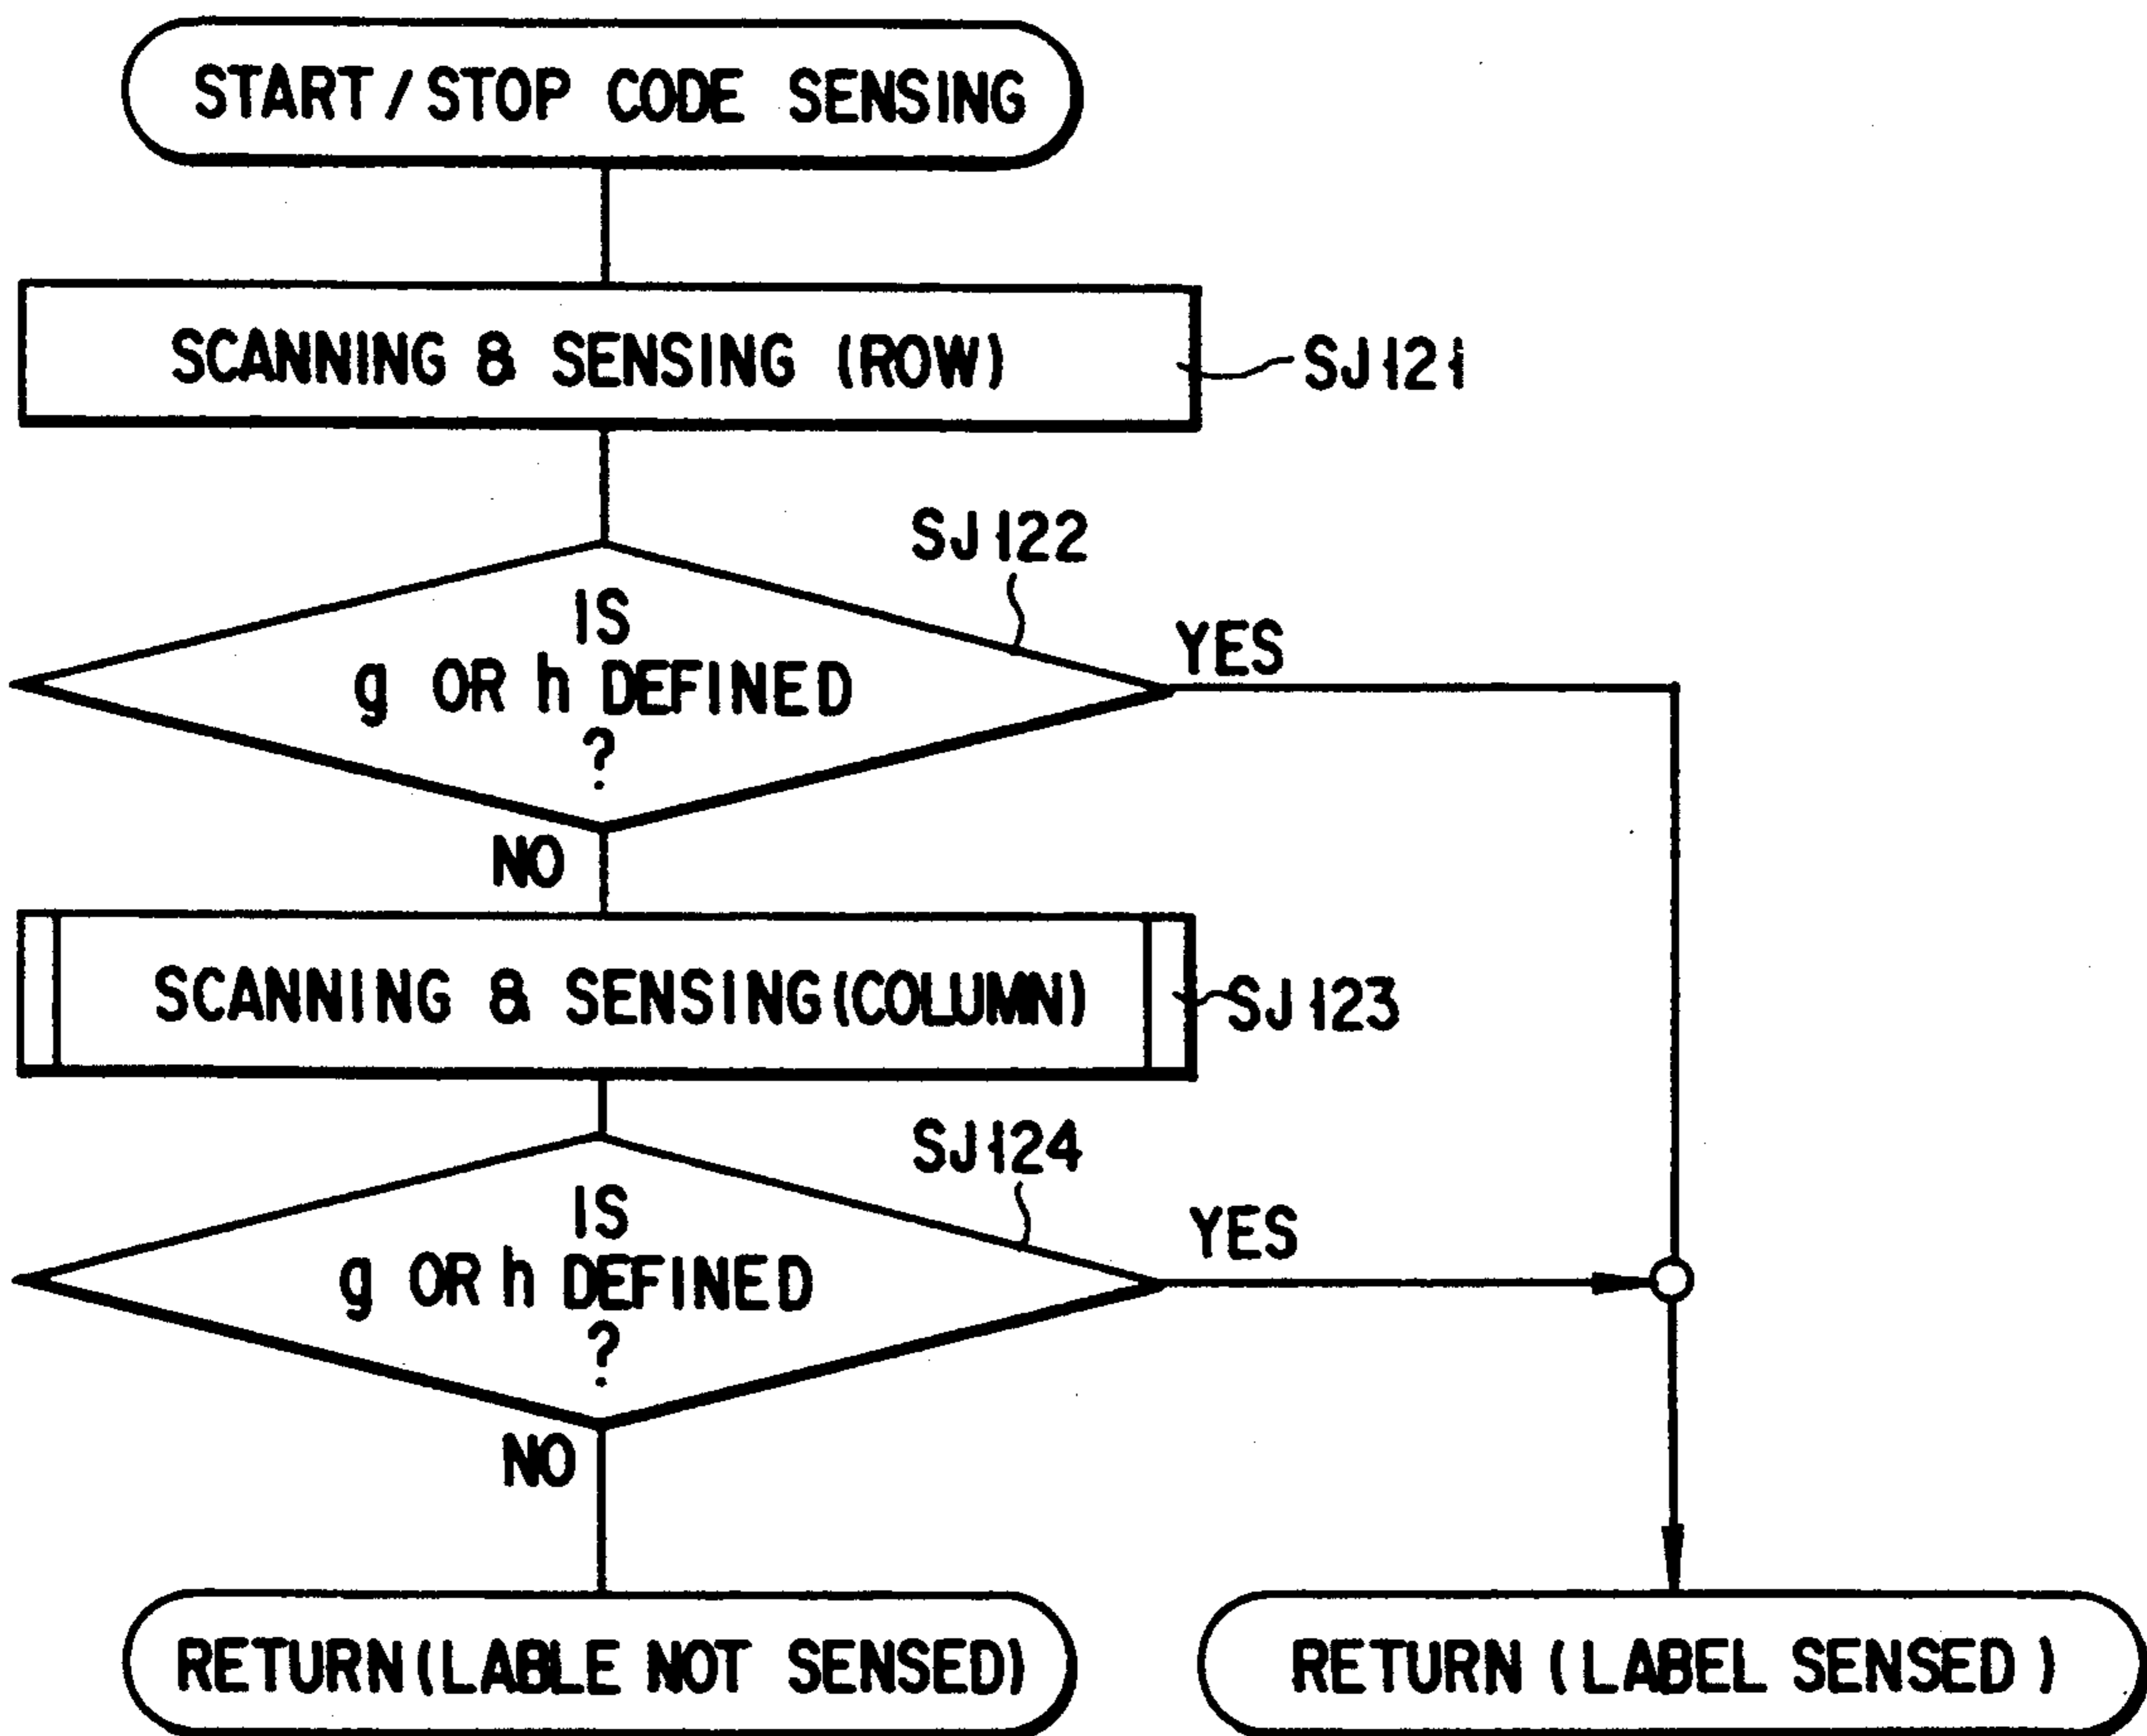 START/STOP CODE SENSING
SCANNING & SENSING (ROW)
SJ121
SJ122
IS
g OR h DEFINED
?
YES
NO
SCANNING & SENSING(COLUMN)
SJ123
SJ124
IS
g OR h DEFINED
?
YES
NO
RETURN(LABLE NOT SENSED)
RETURN (LABEL SENSED)